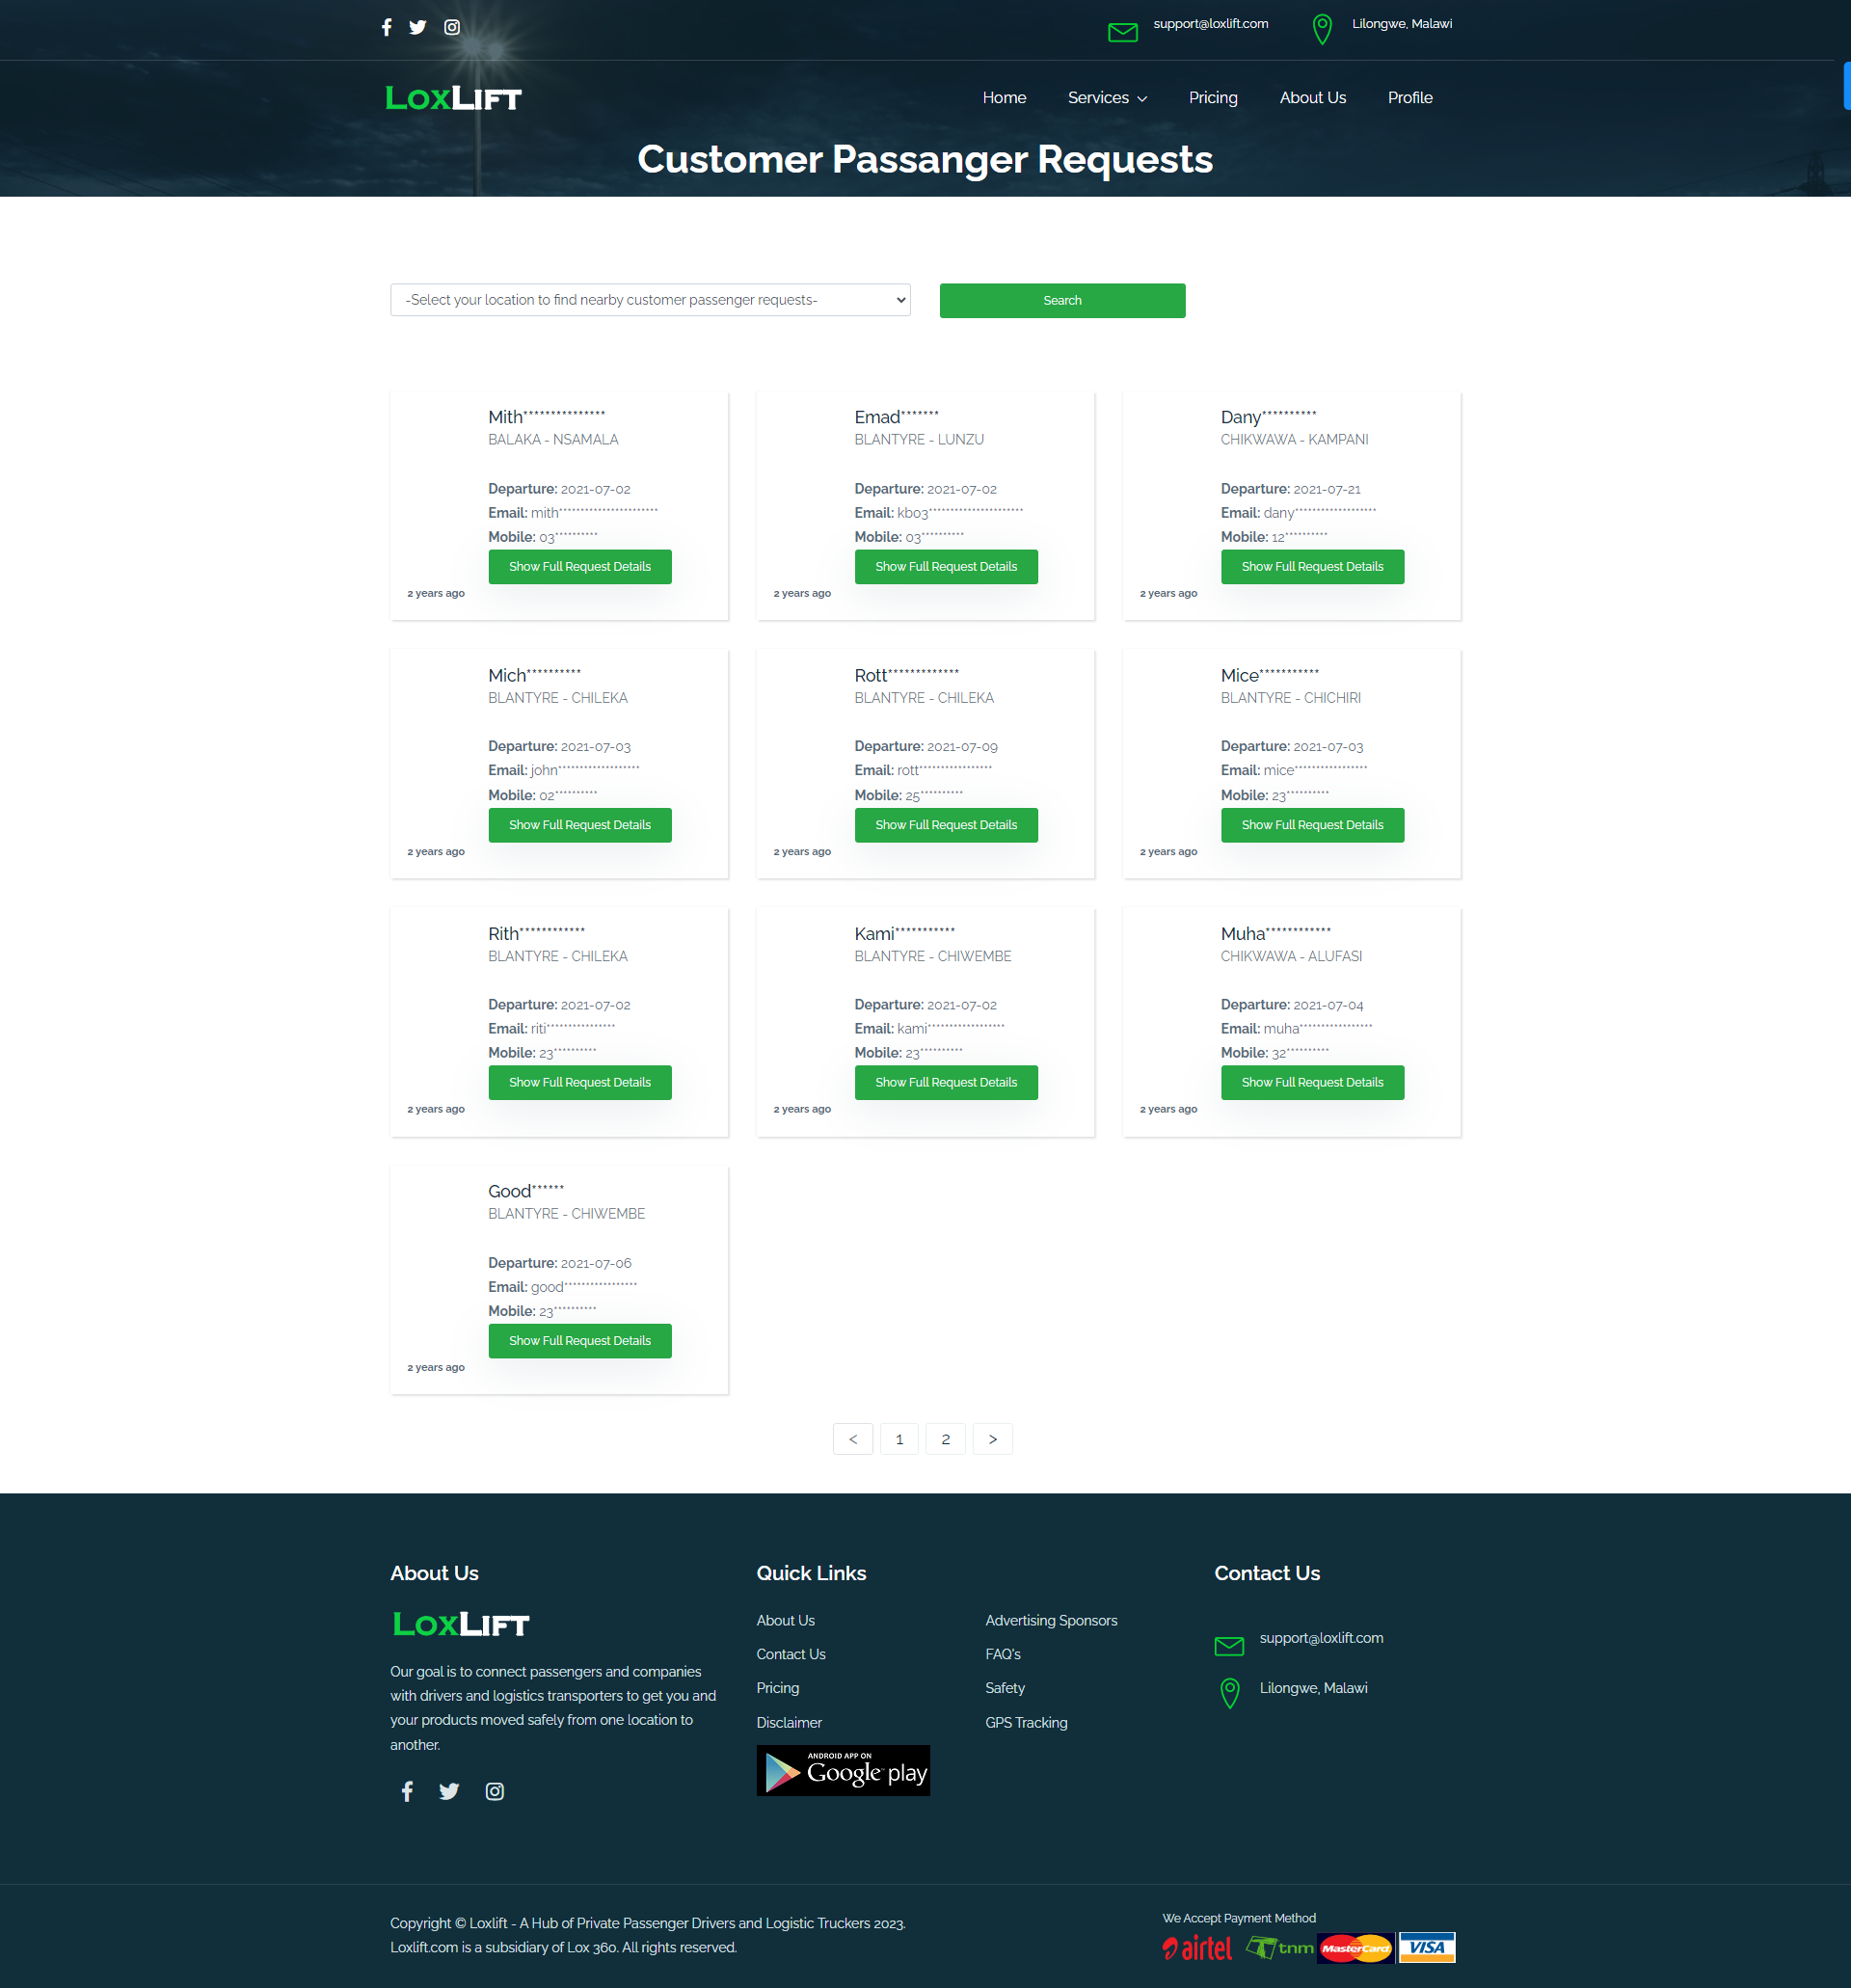 support@loxlift.com
Lilongwe, Malawi
LOXLIFT
Home
Services
Pricing
About Us
Profile
Customer Passanger Requests
-Select your location to find nearby customer passenger requests-
Search
Mith***************
BALAKA - NSAMALA
Departure: 2021-07-02
Email: mith***********************
Mobile: 03**********
Show Full Request Details
2 years ago
Emad*******
BLANTYRE - LUNZU
Departure: 2021-07-02
Email: kb03**********************
Mobile: 03**********
Show Full Request Details
2 years ago
Dany**********
CHIKWAWA - KAMPANI
Departure: 2021-07-21
Email: dany*******************
Mobile: 12**********
Show Full Request Details
2 years ago
Mich**********
BLANTYRE - CHILEKA
Departure: 2021-07-03
Email: john*******************
Mobile: 02**********
Show Full Request Details
2 years ago
Rott*************
BLANTYRE - CHILEKA
Departure: 2021-07-09
Email: rott*****************
Mobile: 25**********
Show Full Request Details
2 years ago
Mice***********
BLANTYRE - CHICHIRI
Departure: 2021-07-03
Email: mice*****************
Mobile: 23**********
Show Full Request Details
2 years ago
Rith************
BLANTYRE - CHILEKA
Departure: 2021-07-02
Email: riti****************
Mobile: 23**********
Show Full Request Details
2 years ago
Kami***********
BLANTYRE - CHIWEMBE
Departure: 2021-07-02
Email: kami******************
Mobile: 23**********
Show Full Request Details
2 years ago
Muha************
CHIKWAWA - ALUFASI
Departure: 2021-07-04
Email: muha*****************
Mobile: 32**********
Show Full Request Details
2 years ago
Good******
BLANTYRE - CHIWEMBE
Departure: 2021-07-06
Email: good*****************
Mobile: 23**********
Show Full Request Details
2 years ago
< 1 2 >
About Us
LOXLIFT
Our goal is to connect passengers and companies
with drivers and logistics transporters to get you and
your products moved safely from one location to
another.
Quick Links
About Us
Contact Us
Pricing
Disclaimer
Advertising Sponsors
FAQ's
Safety
GPS Tracking
ANDROID APP ON
Google play
Contact Us
support@loxlift.com
Lilongwe, Malawi
Copyright © Loxlift - A Hub of Private Passenger Drivers and Logistic Truckers 2023.
Loxlift.com is a subsidiary of Lox 360. All rights reserved.
We Accept Payment Method
airtel
tnm
MasterCard
VISA